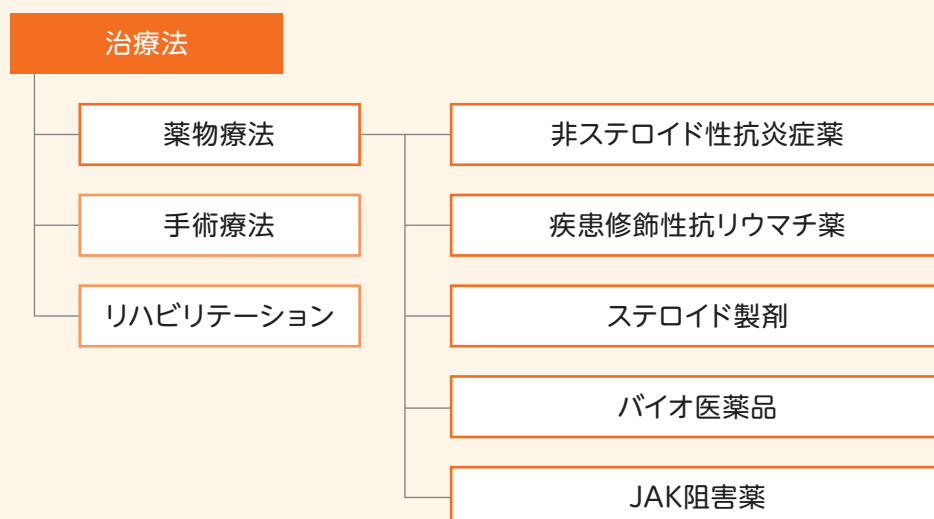 治療法
薬物療法
手術療法
リハビリテーション
非ステロイド性抗炎症薬
疾患修飾性抗リウマチ薬
ステロイド製剤
バイオ医薬品
JAK阻害薬